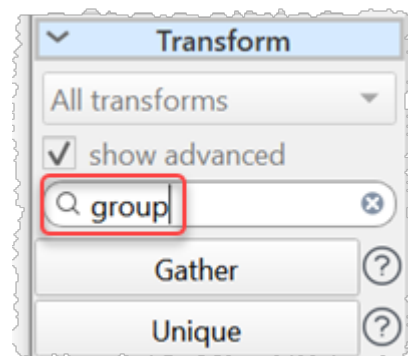 Transform
All transforms
show advanced
group
Gather
?
Unique
?